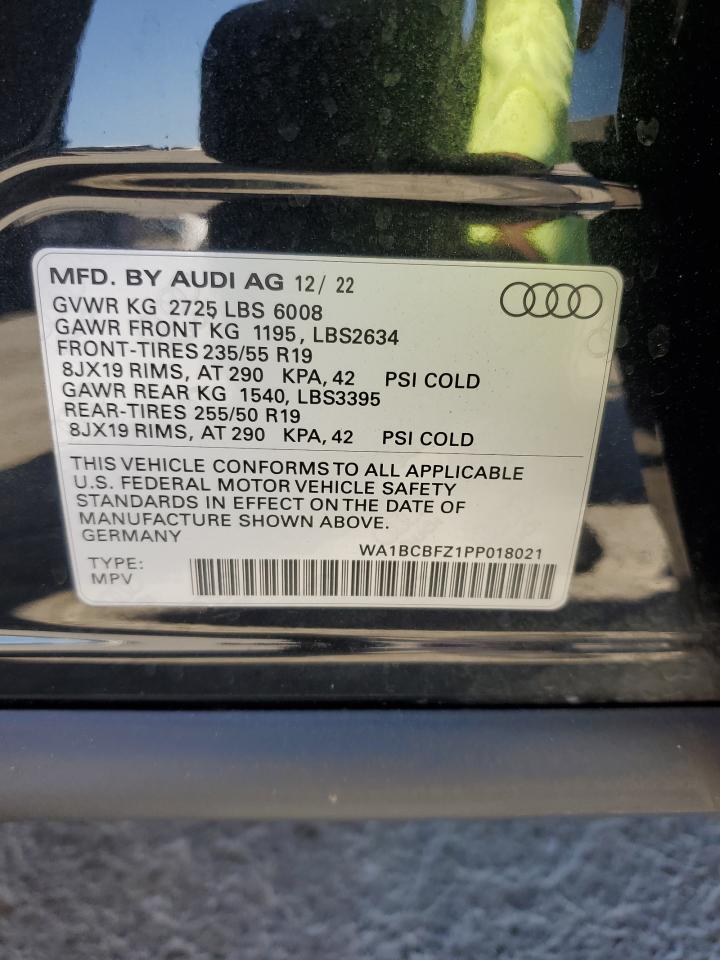 MFD. BY AUDI AG 12/ 22
GVWR KG 2725 LBS 6008
GAWR FRONT KG 1195, LBS2634
FRONT-TIRES 235/55 R19
8JX19 RIMS, AT 290 KPA, 42 PSI COLD
GAWR REAR KG 1540, LBS3395
REAR-TIRES 255/50 R19
8JX19 RIMS, AT 290 KPA, 42 PSI COLD
THIS VEHICLE CONFORMS TO ALL APPLICABLE
U.S. FEDERAL MOTOR VEHICLE SAFETY
STANDARDS IN EFFECT ON THE DATE OF
MANUFACTURE SHOWN ABOVE.
GERMANY
WA1BCBFZ1PP018021
TYPE:
MPV